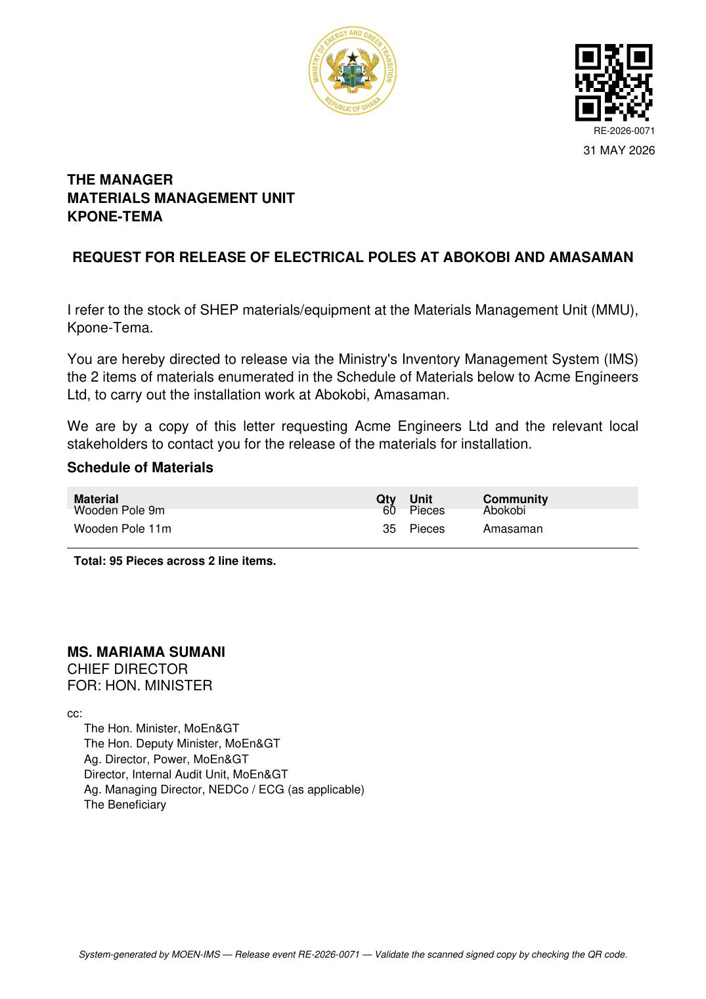 MINISTRY OF ENERGY AND GREEN TRANSITION
REPUBLIC OF GHANA
RE-2026-0071
31 MAY 2026
THE MANAGER
MATERIALS MANAGEMENT UNIT
KPONE-TEMA
REQUEST FOR RELEASE OF ELECTRICAL POLES AT ABOKOBI AND AMASAMAN
I refer to the stock of SHEP materials/equipment at the Materials Management Unit (MMU),
Kpone-Tema.
You are hereby directed to release via the Ministry's Inventory Management System (IMS)
the 2 items of materials enumerated in the Schedule of Materials below to Acme Engineers
Ltd, to carry out the installation work at Abokobi, Amasaman.
We are by a copy of this letter requesting Acme Engineers Ltd and the relevant local
stakeholders to contact you for the release of the materials for installation.
Schedule of Materials
Material Qty Unit Community
Wooden Pole 9m 60 Pieces Abokobi
Wooden Pole 11m 35 Pieces Amasaman
Total: 95 Pieces across 2 line items.
MS. MARIAMA SUMANI
CHIEF DIRECTOR
FOR: HON. MINISTER
cc:
The Hon. Minister, MoEn&GT
The Hon. Deputy Minister, MoEn&GT
Ag. Director, Power, MoEn&GT
Director, Internal Audit Unit, MoEn&GT
Ag. Managing Director, NEDCo / ECG (as applicable)
The Beneficiary
System-generated by MOEN-IMS — Release event RE-2026-0071 — Validate the scanned signed copy by checking the QR code.